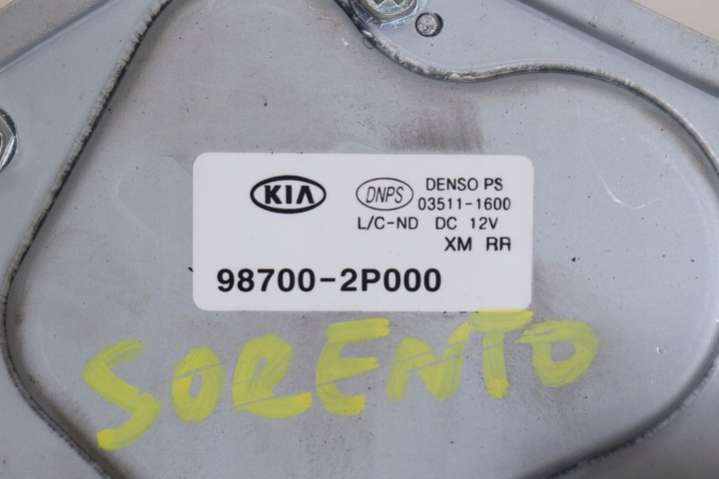 KIA DNPS DENSO PS
03511-1600
L/C-ND DC 12V
XM RR
98700-2P000
SORENTO